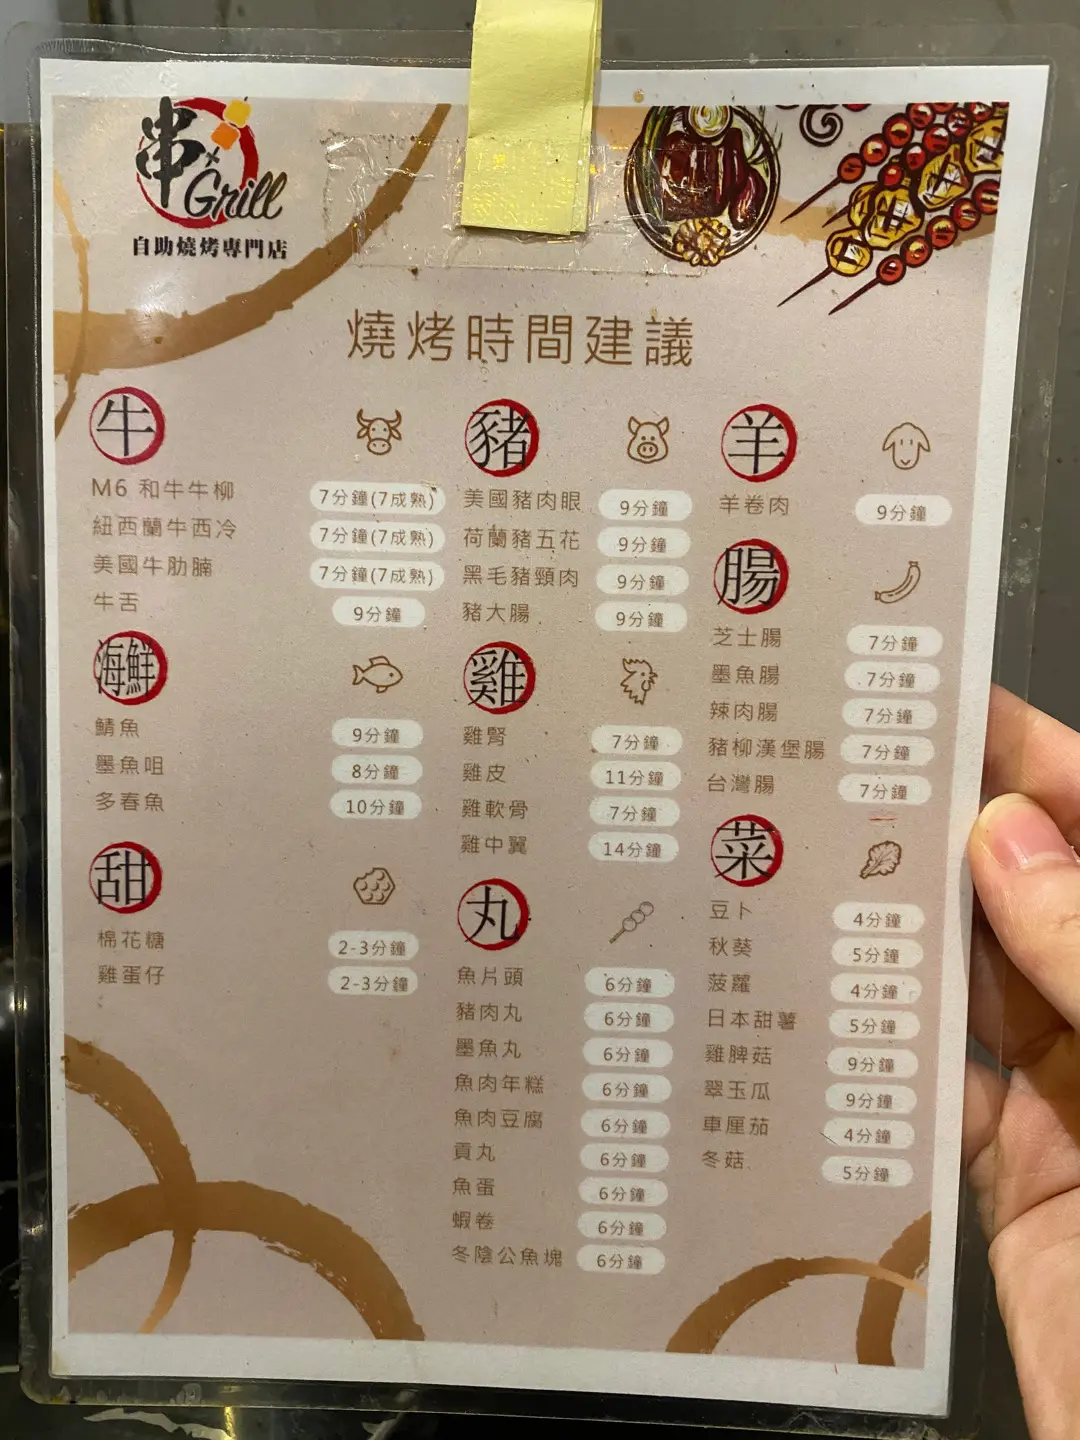 串
Grill
自助燒烤專門店
燒烤時間建議
牛
M6 和牛牛柳 7分鐘(7成熟)
紐西蘭牛西冷 7分鐘(7成熟)
美國牛肋腩 7分鐘(7成熟)
牛舌 9分鐘
海鮮
鯖魚 9分鐘
墨魚咀 8分鐘
多春魚 10分鐘
甜
棉花糖 2-3分鐘
雞蛋仔 2-3分鐘
豬
美國豬肉眼 9分鐘
荷蘭豬五花 9分鐘
黑毛豬頸肉 9分鐘
豬大腸 9分鐘
雞
雞腎 7分鐘
雞皮 11分鐘
雞軟骨 7分鐘
雞中翼 14分鐘
丸
魚片頭 6分鐘
豬肉丸 6分鐘
墨魚丸 6分鐘
魚肉年糕 6分鐘
魚肉豆腐 6分鐘
貢丸 6分鐘
魚蛋 6分鐘
蝦卷 6分鐘
冬陰公魚塊 6分鐘
羊
羊卷肉 9分鐘
腸
芝士腸 7分鐘
墨魚腸 7分鐘
辣肉腸 7分鐘
豬柳漢堡腸 7分鐘
台灣腸 7分鐘
菜
豆卜 4分鐘
秋葵 5分鐘
菠蘿 4分鐘
日本甜薯 5分鐘
雞脾菇 9分鐘
翠玉瓜 9分鐘
車厘茄 4分鐘
冬菇 5分鐘